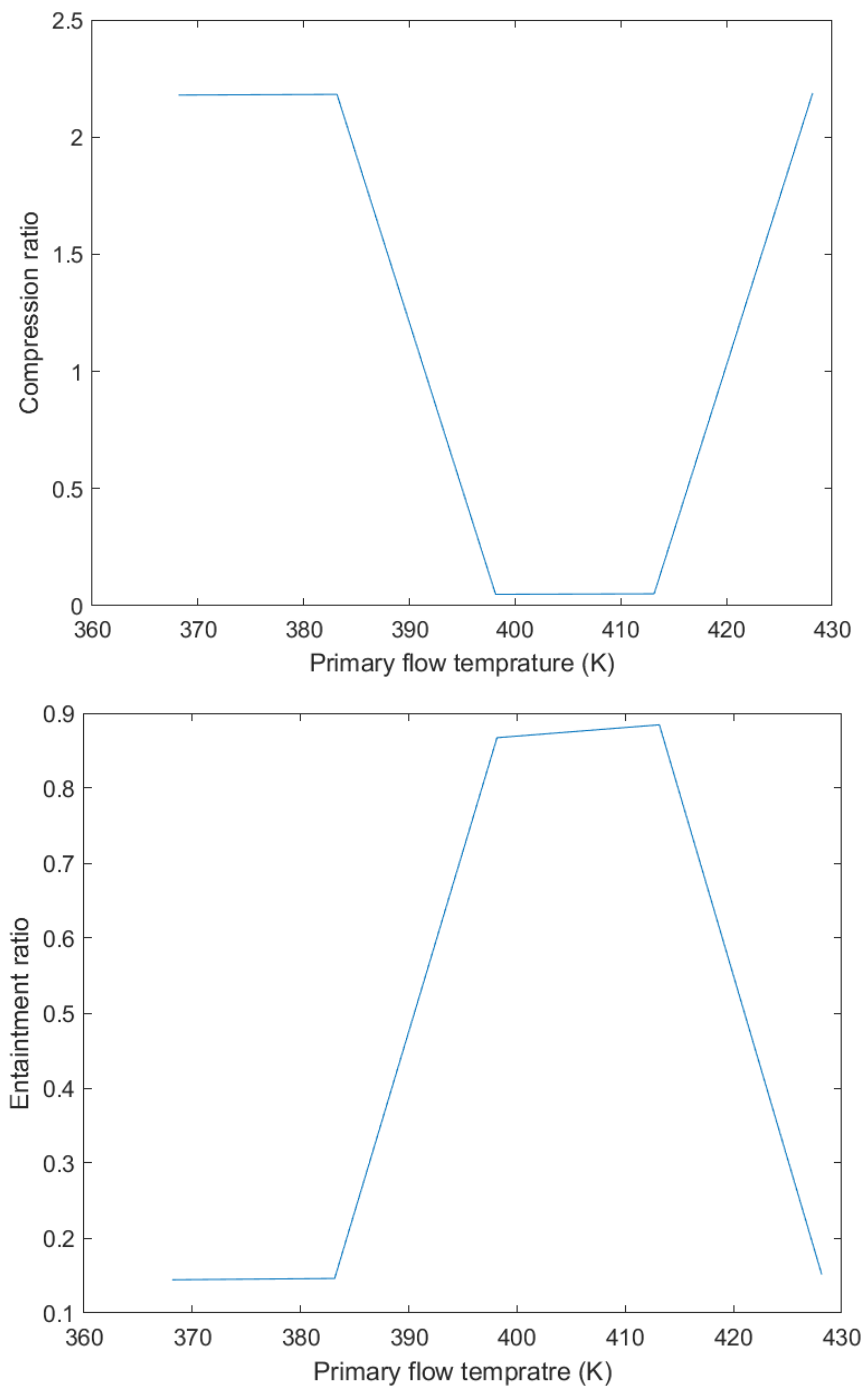 2.5
2
1.5
1
0.5
0
Compression ratio
360 370 380 390 400 410 420 430
Primary flow temprature (K)
0.9
0.8
0.7
0.6
0.5
0.4
0.3
0.2
0.1
Entaintment ratio
360 370 380 390 400 410 420 430
Primary flow tempratre (K)